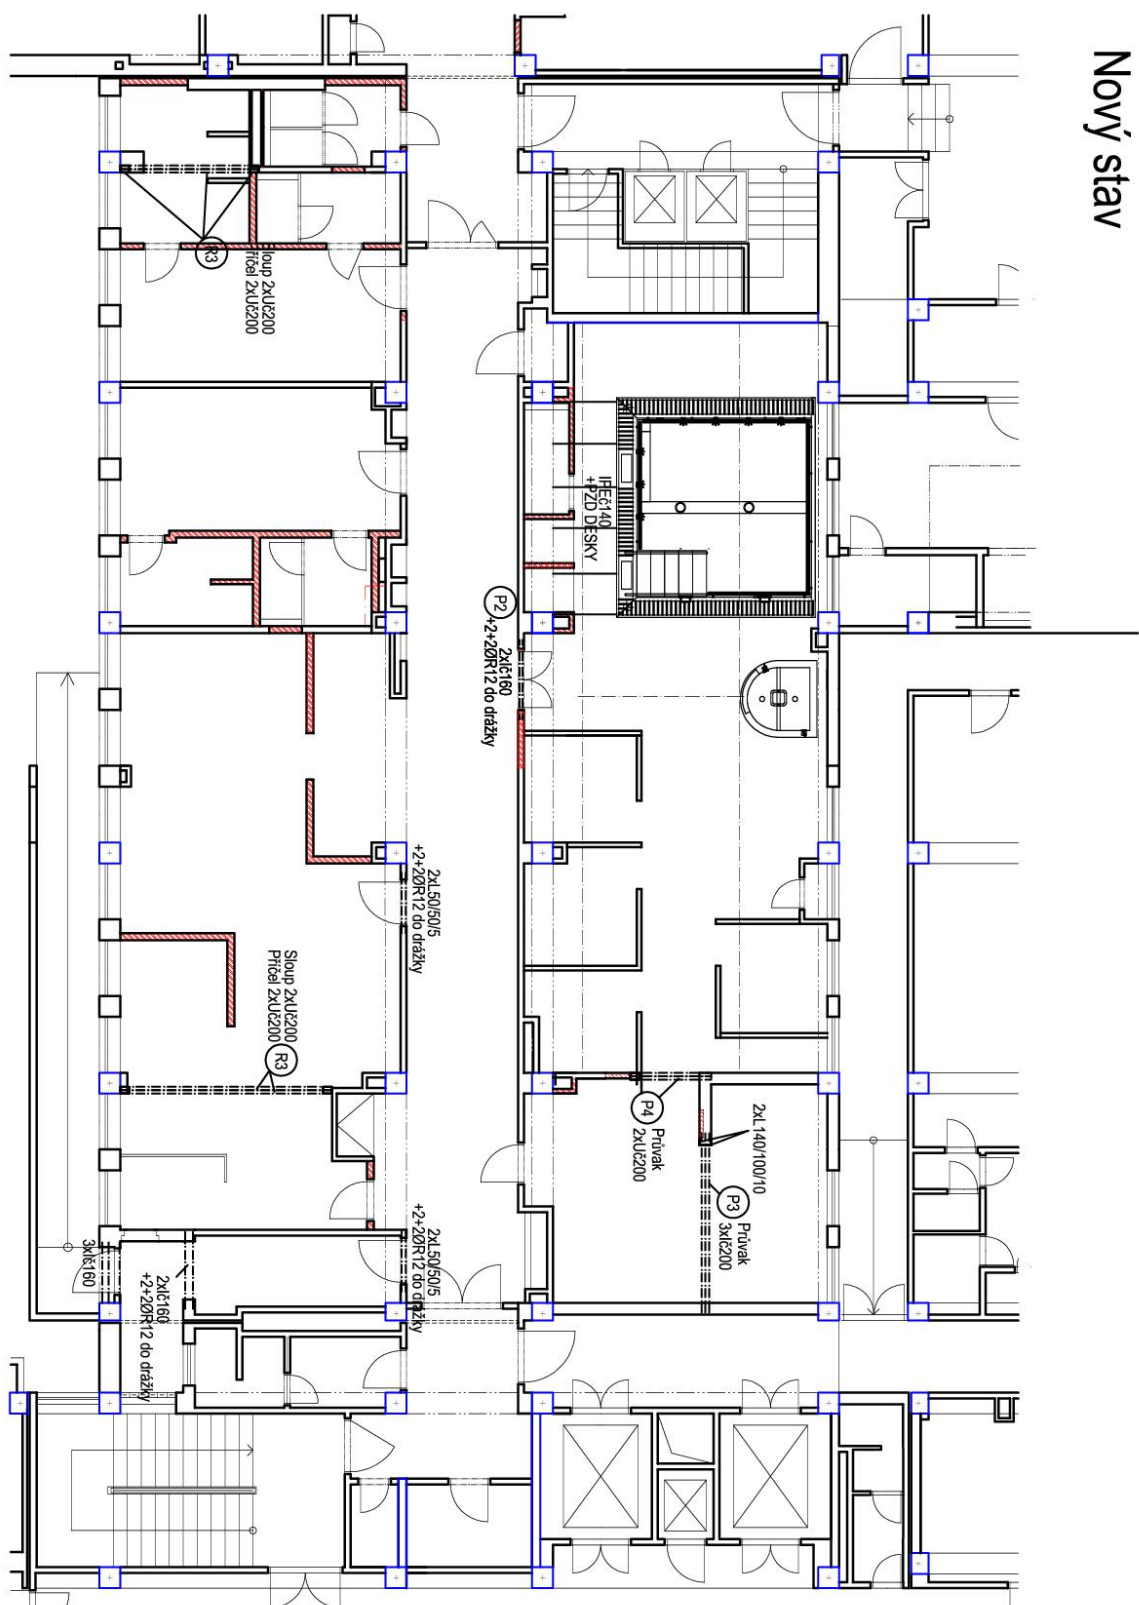 Nový stav
R3
Sloup 2xUč200
Příčel 2xUč200
IPEč140
+PZD DESKY
P2
2xIč160
+2+2ØR12 do drážky
2xL50/50/5
+2+2ØR12 do drážky
Sloup 2xUč200
Příčel 2xUč200
R3
P4
Průvak
2xUč200
2xL140/100/10
P3
Průvak
3xIč200
2xL50/50/5
+2+2ØR12 do drážky
3xIč160
2xIč160
+2+2ØR12 do drážky